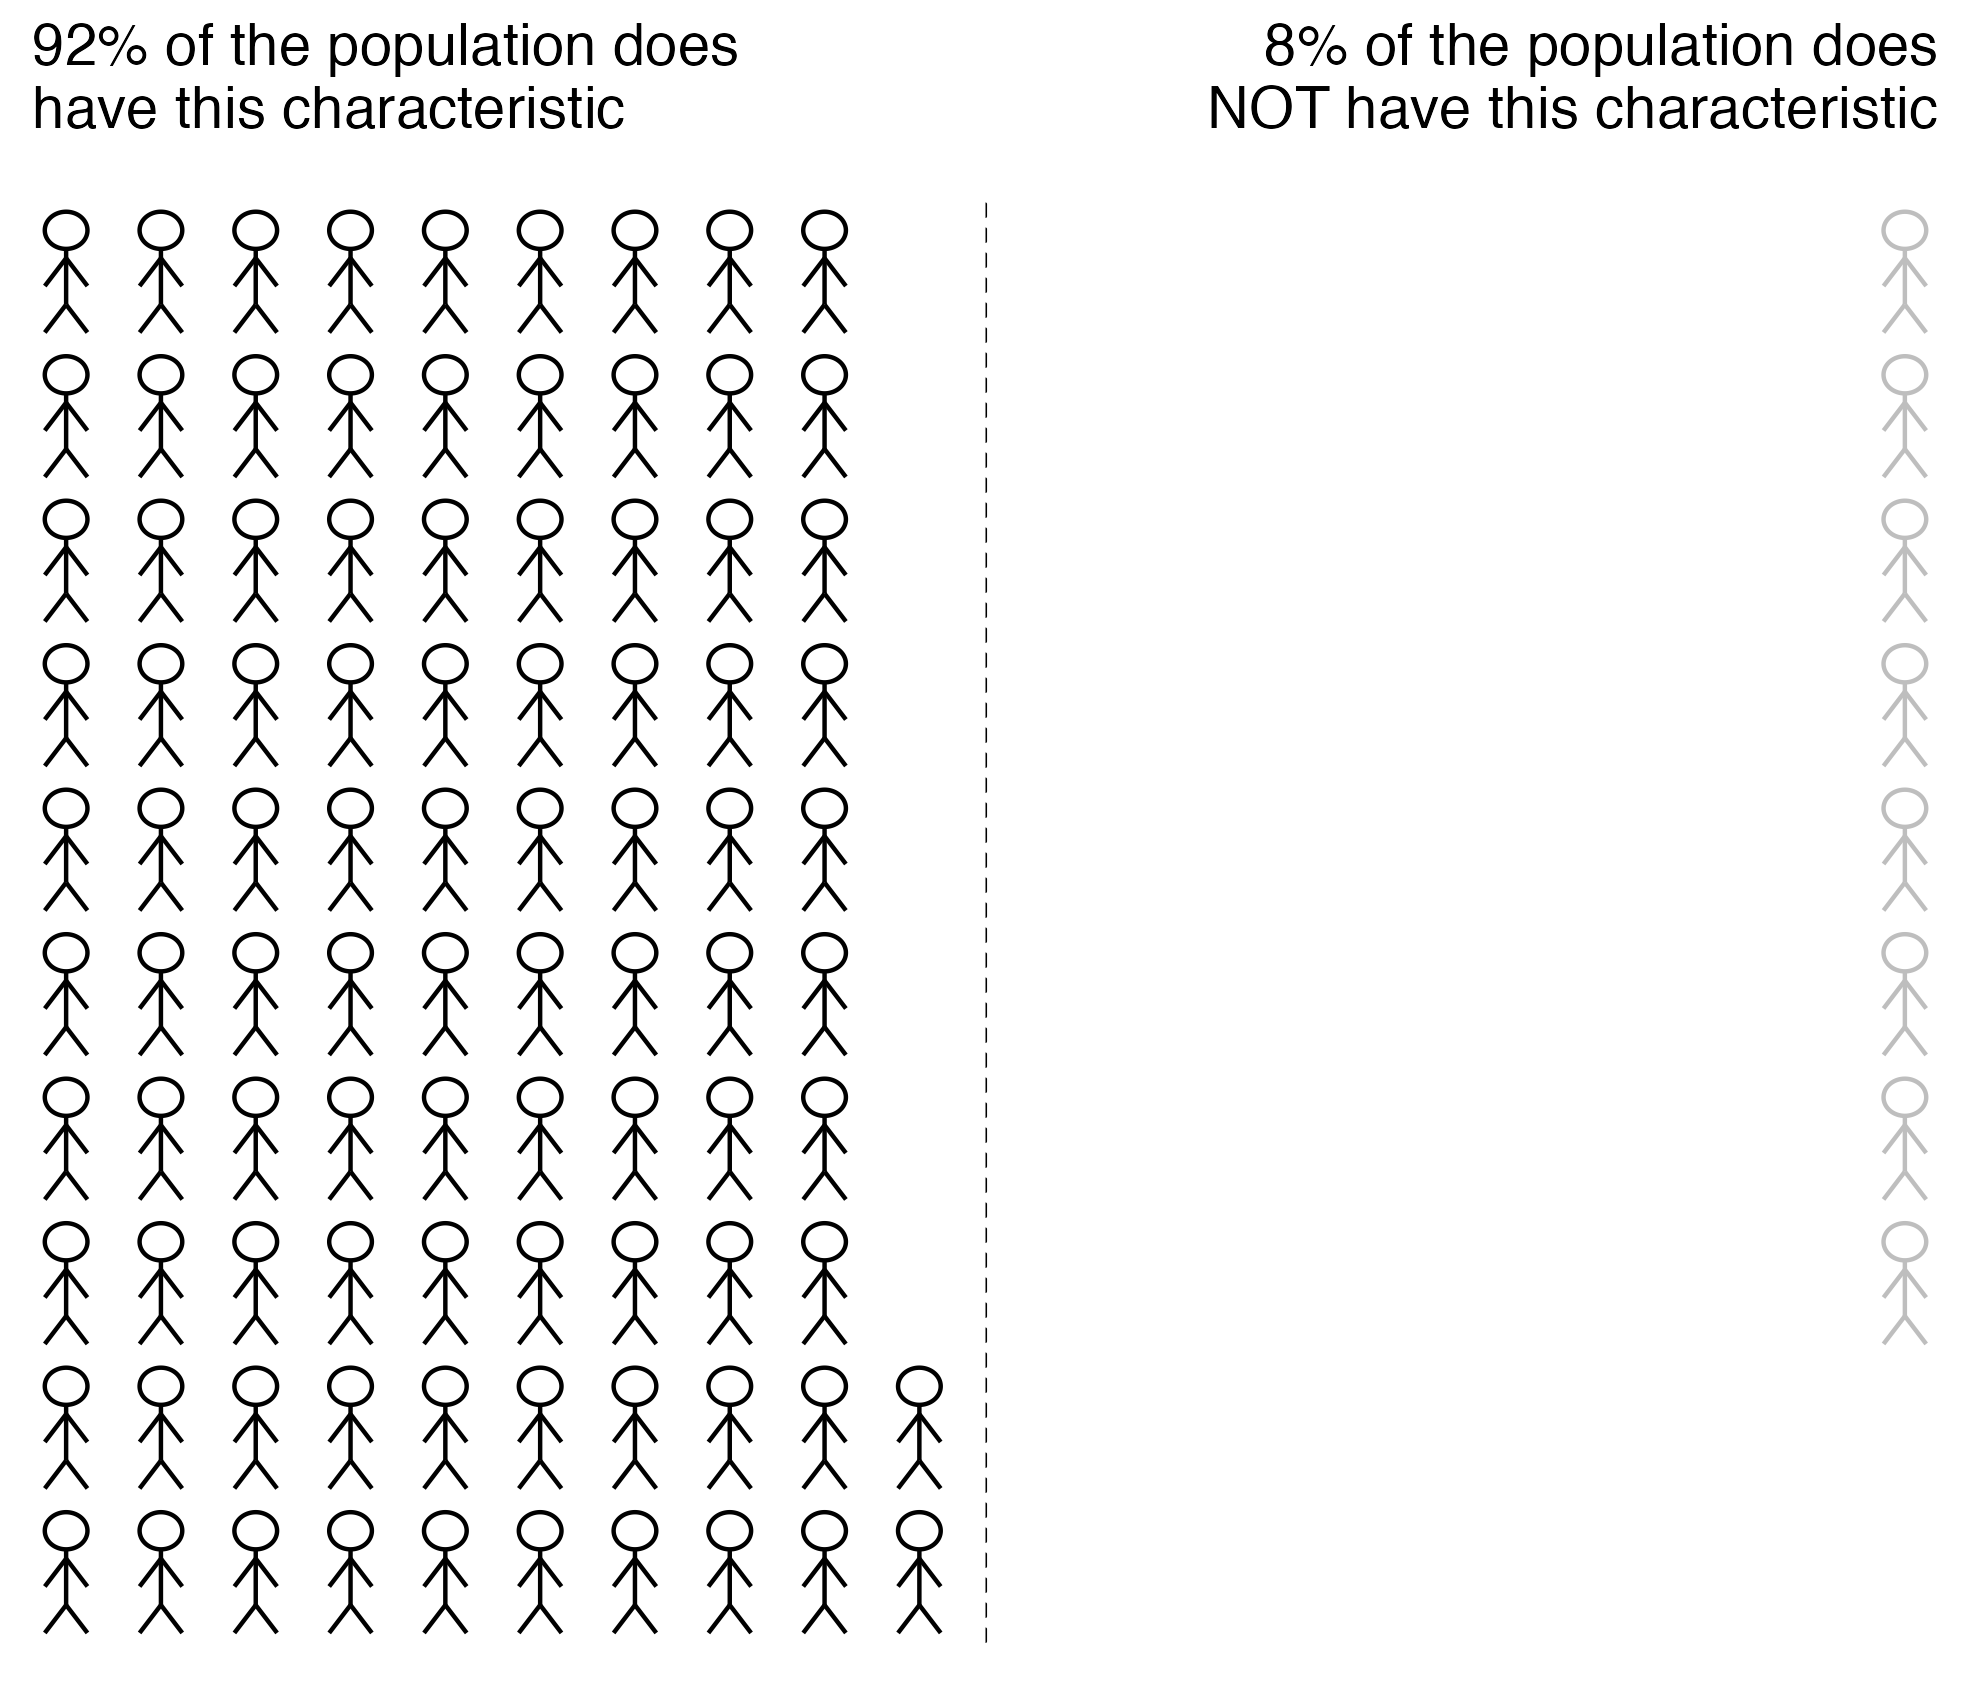 92% of the population does
have this characteristic
8% of the population does
NOT have this characteristic